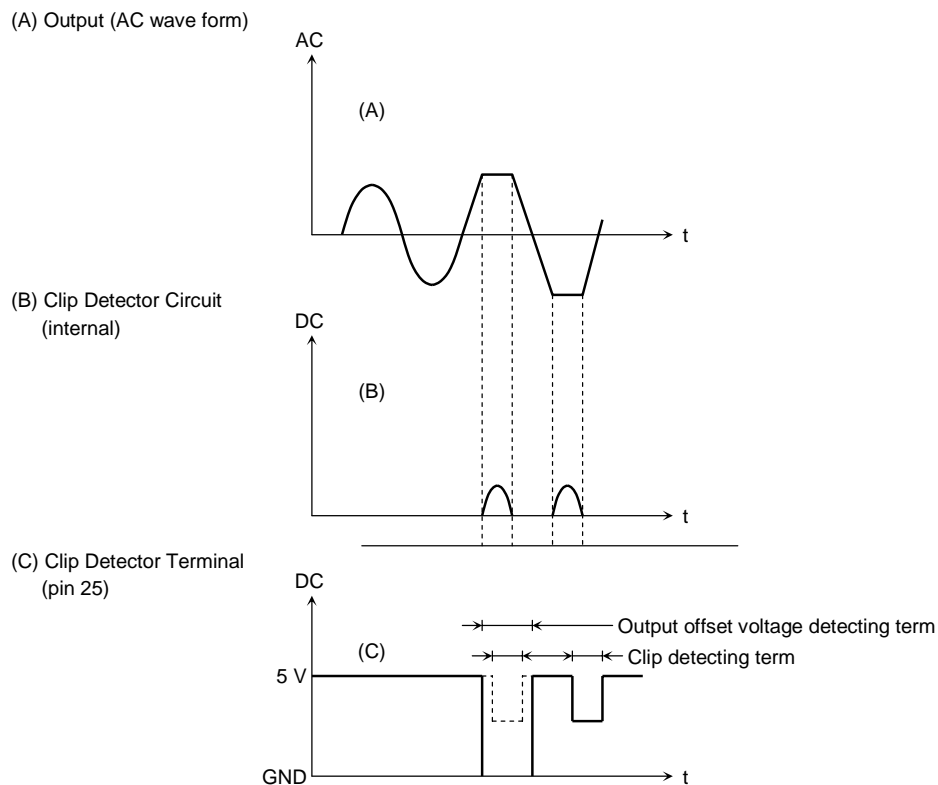 (A) Output (AC wave form)
AC
(A)
t
(B) Clip Detector Circuit
(internal)
DC
(B)
t
(C) Clip Detector Terminal
(pin 25)
DC
Output offset voltage detecting term
(C)
Clip detecting term
5 V
GND
t